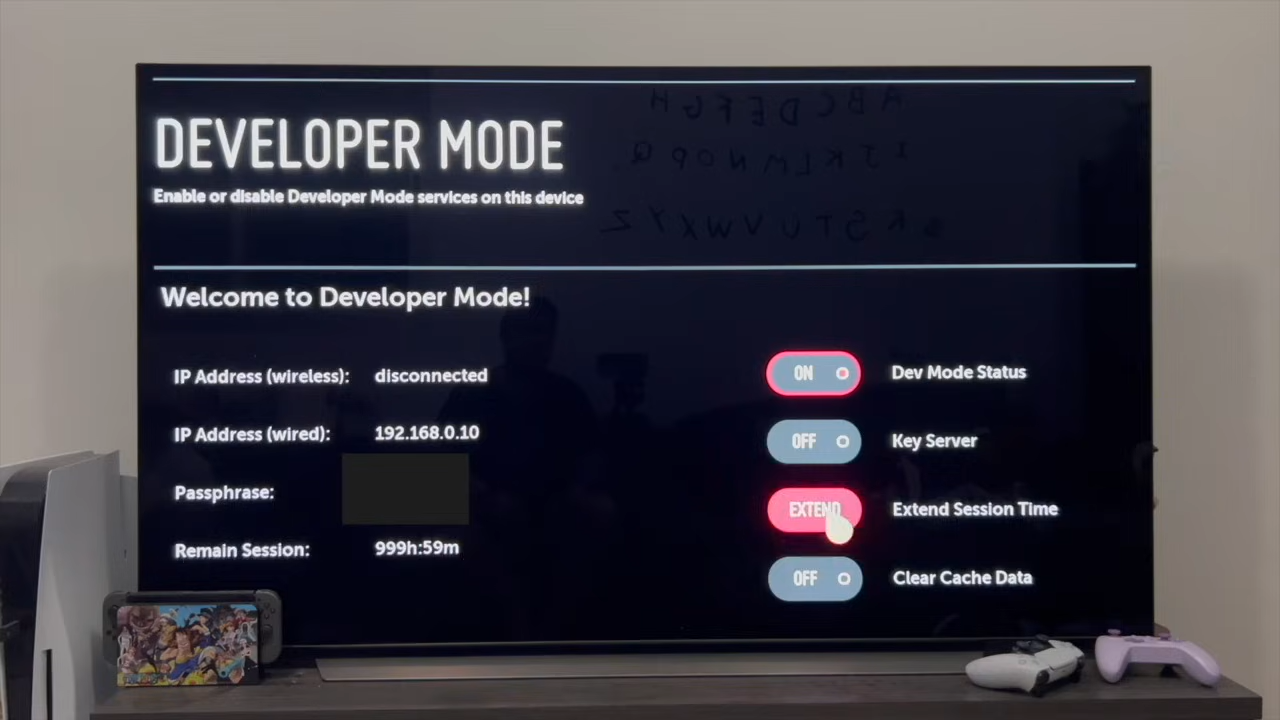 DEVELOPER MODE
Enable or disable Developer Mode services on this device
A B C D E F G H
I J K L M N O P Q
R S T U V W X Y Z
Welcome to Developer Mode!
IP Address (wireless): disconnected
IP Address (wired): 192.168.0.10
Passphrase:
Remain Session: 999h:59m
ON Dev Mode Status
OFF Key Server
EXTEND Extend Session Time
OFF Clear Cache Data